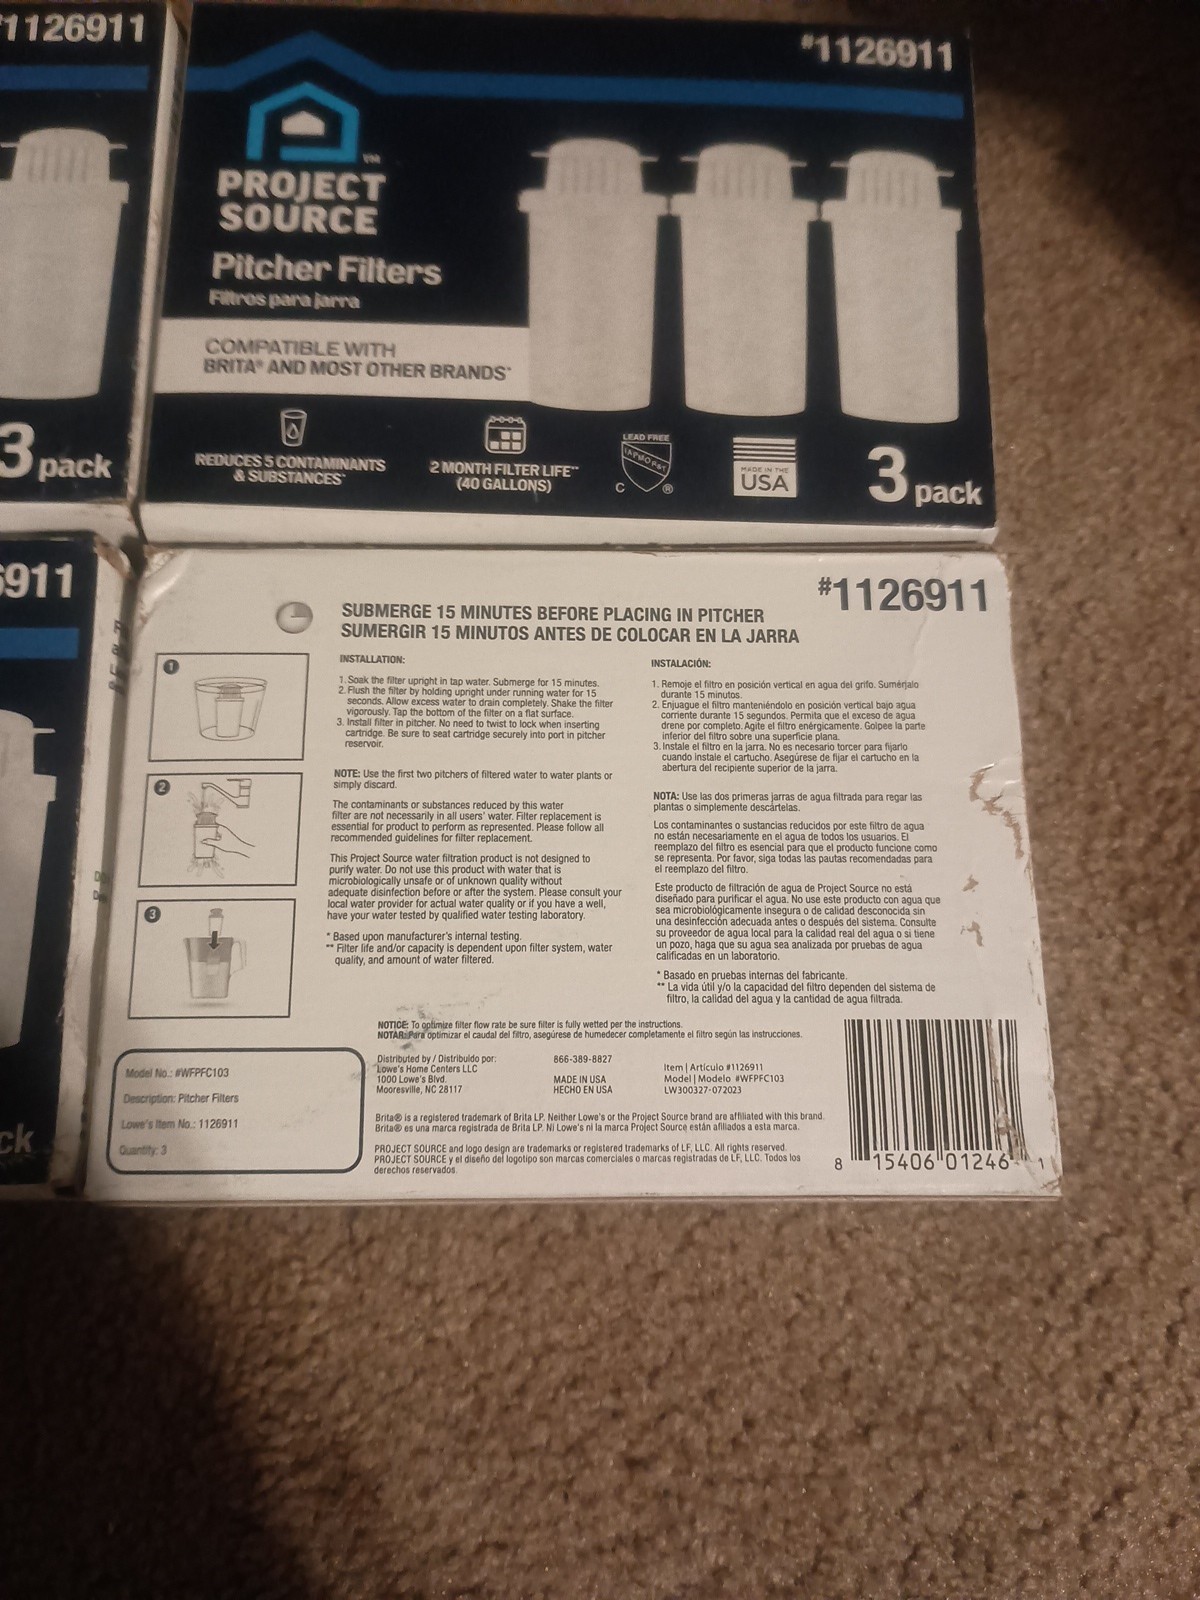 #1126911
3 pack
#1126911
PROJECT
SOURCE
TM
Pitcher Filters
Filtros para jarra
COMPATIBLE WITH
BRITA® AND MOST OTHER BRANDS*
REDUCES 5 CONTAMINANTS
& SUBSTANCES*
2 MONTH FILTER LIFE**
(40 GALLONS)
LEAD FREE
IAPMO R&T
C ®
MADE IN THE
USA
3 pack
6911
ck
#1126911
SUBMERGE 15 MINUTES BEFORE PLACING IN PITCHER
SUMERGIR 15 MINUTOS ANTES DE COLOCAR EN LA JARRA
1
2
3
INSTALLATION:
1. Soak the filter upright in tap water. Submerge for 15 minutes.
2. Flush the filter by holding upright under running water for 15
seconds. Allow excess water to drain completely. Shake the filter
vigorously. Tap the bottom of the filter on a flat surface.
3. Install filter in pitcher. No need to twist to lock when inserting
cartridge. Be sure to seat cartridge securely into port in pitcher
reservoir.
NOTE: Use the first two pitchers of filtered water to water plants or
simply discard.
The contaminants or substances reduced by this water
filter are not necessarily in all users' water. Filter replacement is
essential for product to perform as represented. Please follow all
recommended guidelines for filter replacement.
This Project Source water filtration product is not designed to
purify water. Do not use this product with water that is
microbiologically unsafe or of unknown quality without
adequate disinfection before or after the system. Please consult your
local water provider for actual water quality or if you have a well,
have your water tested by qualified water testing laboratory.
* Based upon manufacturer's internal testing.
** Filter life and/or capacity is dependent upon filter system, water
quality, and amount of water filtered.
INSTALACIÓN:
1. Remoje el filtro en posición vertical en agua del grifo. Sumérjalo
durante 15 minutos.
2. Enjuague el filtro manteniéndolo en posición vertical bajo agua
corriente durante 15 segundos. Permita que el exceso de agua
drene por completo. Agite el filtro enérgicamente. Golpee la parte
inferior del filtro sobre una superficie plana.
3. Instale el filtro en la jarra. No es necesario torcer para fijarlo
cuando instale el cartucho. Asegúrese de fijar el cartucho en la
abertura del recipiente superior de la jarra.
NOTA: Use las dos primeras jarras de agua filtrada para regar las
plantas o simplemente descártelas.
Los contaminantes o sustancias reducidos por este filtro de agua
no están necesariamente en el agua de todos los usuarios. El
reemplazo del filtro es esencial para que el producto funcione como
se representa. Por favor, siga todas las pautas recomendadas para
el reemplazo del filtro.
Este producto de filtración de agua de Project Source no está
diseñado para purificar el agua. No use este producto con agua que
sea microbiológicamente insegura o de calidad desconocida sin
una desinfección adecuada antes o después del sistema. Consulte
su proveedor de agua local para la calidad real del agua o si tiene
un pozo, haga que su agua sea analizada por pruebas de agua
calificadas en un laboratorio.
* Basado en pruebas internas del fabricante.
** La vida útil y/o la capacidad del filtro dependen del sistema de
filtro, la calidad del agua y la cantidad de agua filtrada.
NOTICE: To optimize filter flow rate be sure filter is fully wetted per the instructions.
NOTAR: Para optimizar el caudal del filtro, asegúrese de humedecer completamente el filtro según las instrucciones.
Model No.: #WFPFC103
Description: Pitcher Filters
Lowe's Item No.: 1126911
Quantity: 3
Distributed by / Distribuido por:
Lowe's Home Centers LLC
1000 Lowe's Blvd.
Mooresville, NC 28117
866-389-8827
MADE IN USA
HECHO EN USA
Item | Artículo #1126911
Model | Modelo #WFPFC103
LW300327-072023
Brita® is a registered trademark of Brita LP. Neither Lowe's or the Project Source brand are affiliated with this brand.
Brita® es una marca registrada de Brita LP. Ni Lowe's ni la marca Project Source están afiliados a esta marca.
PROJECT SOURCE and logo design are trademarks or registered trademarks of LF, LLC. All rights reserved.
PROJECT SOURCE y el diseño del logotipo son marcas comerciales o marcas registradas de LF, LLC. Todos los
derechos reservados.
8 15406 01246 1